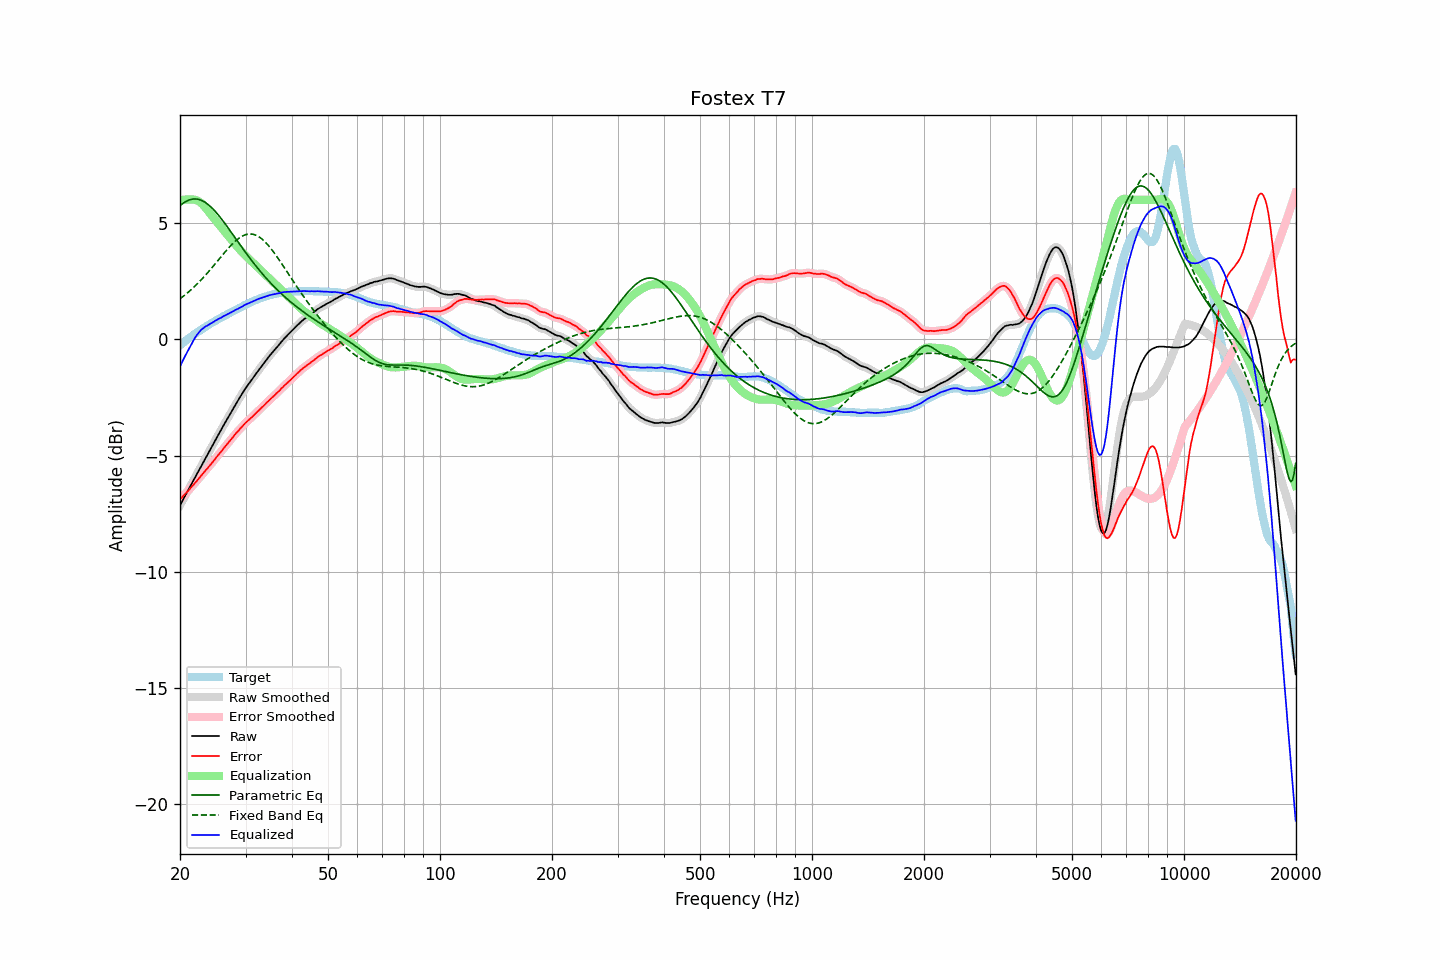 Fostex T7
Amplitude (dBr)
5
0
−5
−10
−15
−20
Target
Raw Smoothed
Error Smoothed
Raw
Error
Equalization
Parametric Eq
Fixed Band Eq
Equalized
20 50 100 200 500 1000 2000 5000 10000 20000
Frequency (Hz)